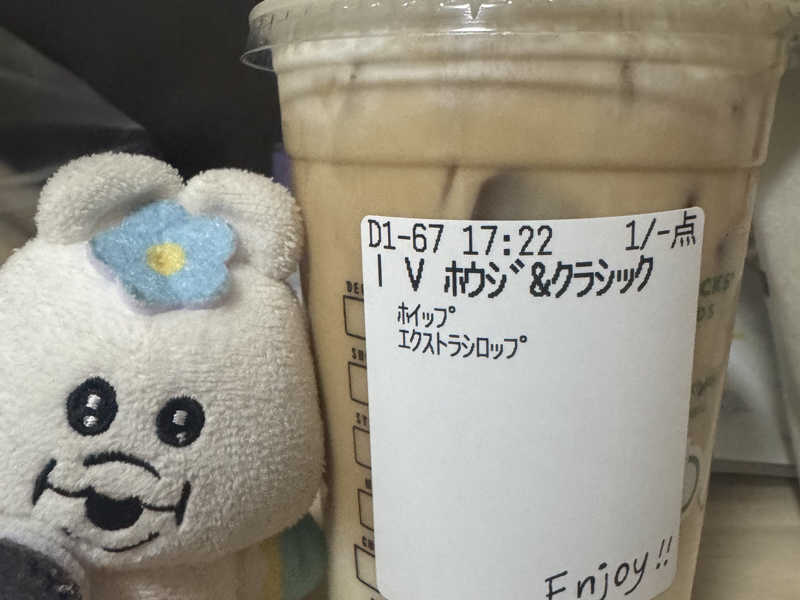 D1-67 17:22 1/-点
I V ﾎｳｼﾞ&ｸﾗｼｯｸ
ﾎｲｯﾌﾟ
ｴｸｽﾄﾗｼﾛｯﾌﾟ
Enjoy!!